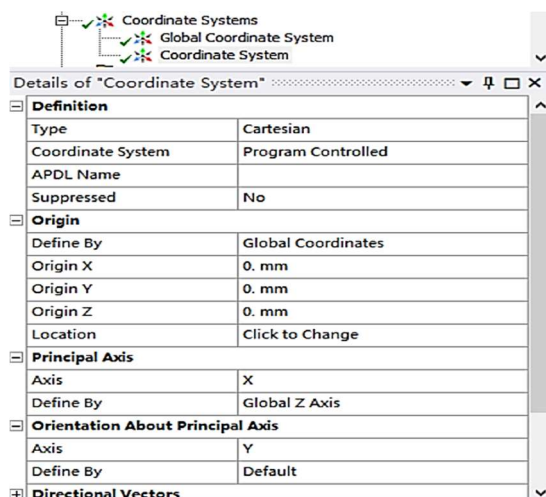 Coordinate Systems
Global Coordinate System
Coordinate System
Details of "Coordinate System"
Definition
Type Cartesian
Coordinate System Program Controlled
APDL Name
Suppressed No
Origin
Define By Global Coordinates
Origin X 0. mm
Origin Y 0. mm
Origin Z 0. mm
Location Click to Change
Principal Axis
Axis X
Define By Global Z Axis
Orientation About Principal Axis
Axis Y
Define By Default
Directional Vectors